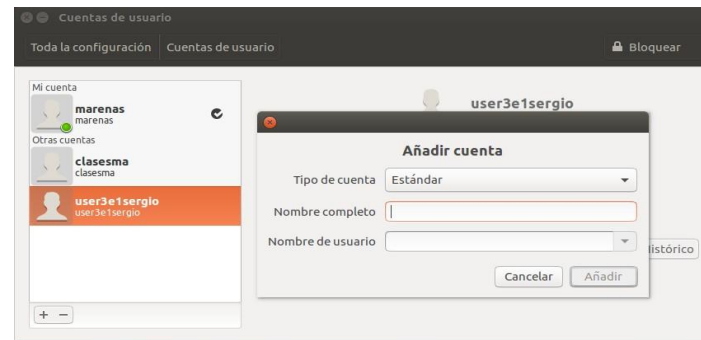 Cuentas de usuario
Toda la configuración Cuentas de usuario Bloquear
Mi cuenta
marenas
marenas
Otras cuentas
clasesma
clasesma
user3e1sergio
user3e1sergio
user3e1sergio
Añadir cuenta
Tipo de cuenta Estándar
Nombre completo
Nombre de usuario
Histórico
Cancelar Añadir
+ -